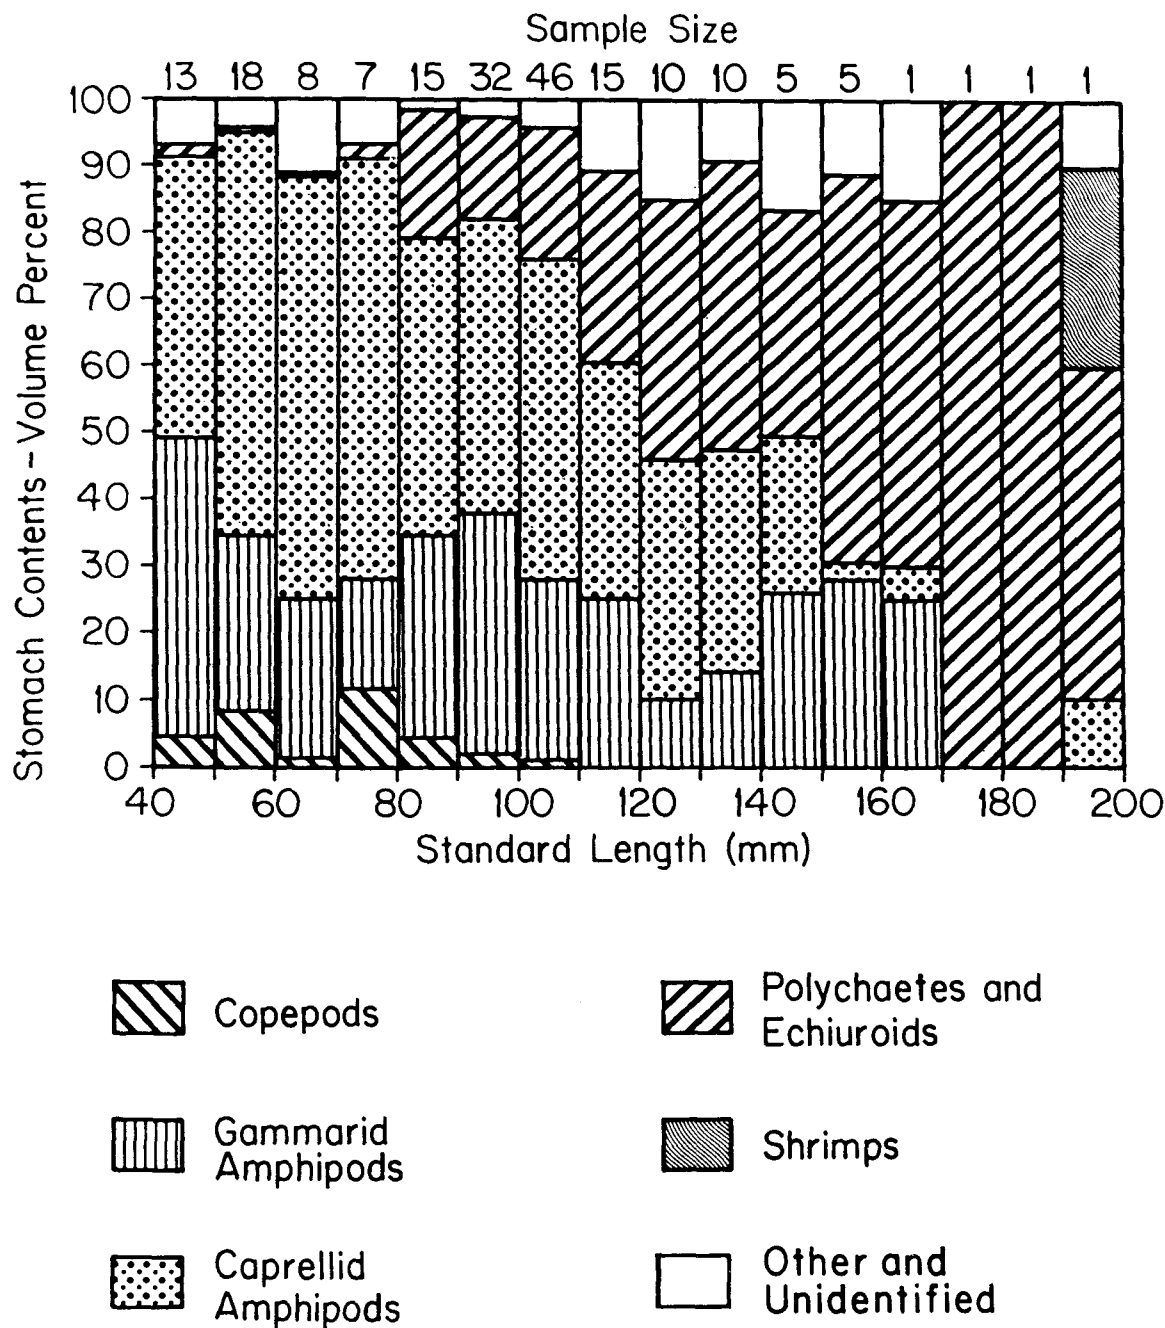 Sample Size
13 18 8 7 15 32 46 15 10 10 5 5 1 1 1 1
Stomach Contents – Volume Percent
100
90
80
70
60
50
40
30
20
10
0
40 60 80 100 120 140 160 180 200
Standard Length (mm)
Copepods
Gammarid
Amphipods
Caprellid
Amphipods
Polychaetes and
Echiuroids
Shrimps
Other and
Unidentified